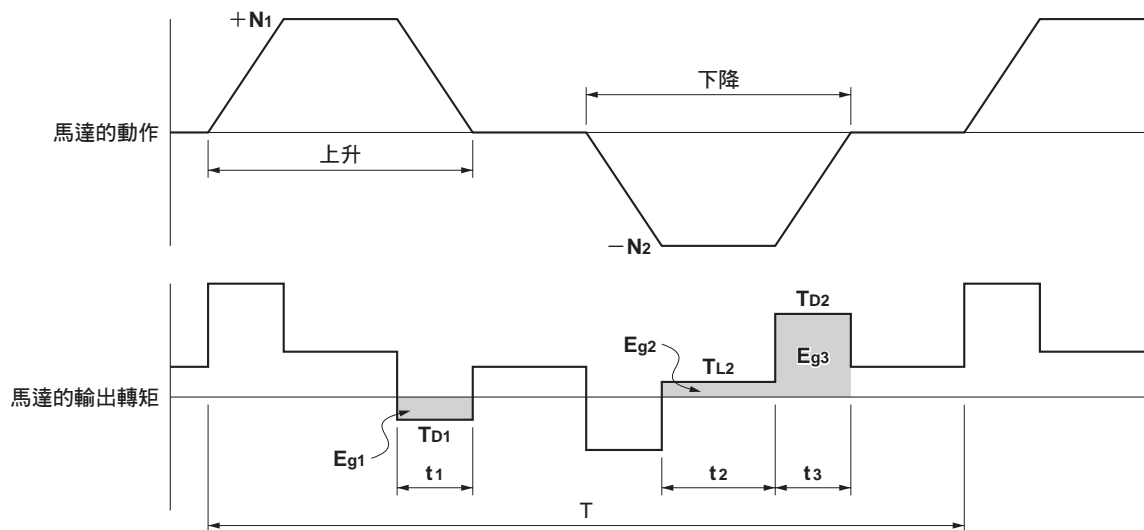 +N1
下降
馬達的動作
上升
−N2
TD2
Eg2
TL2
Eg3
馬達的輸出轉矩
TD1
Eg1
t1
t2
t3
T